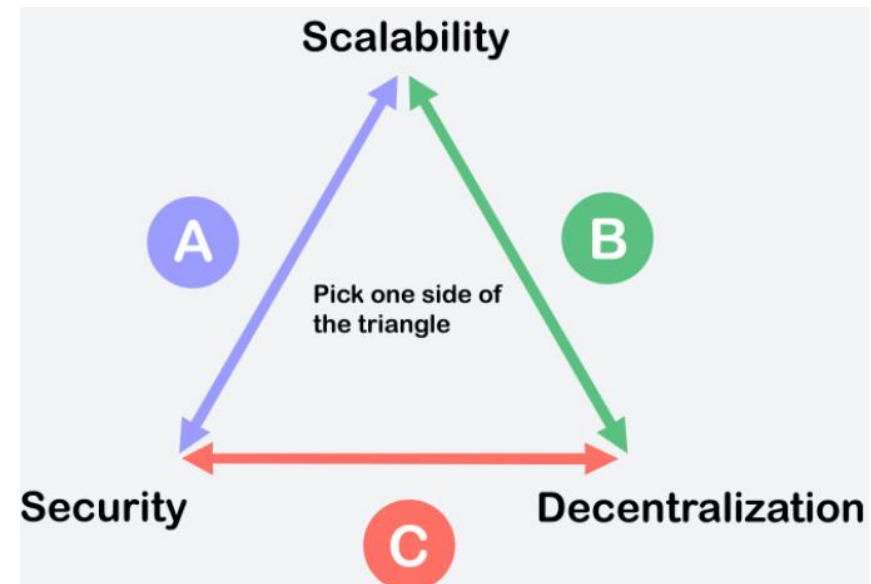 Scalability
A
B
Pick one side of
the triangle
Security
Decentralization
C